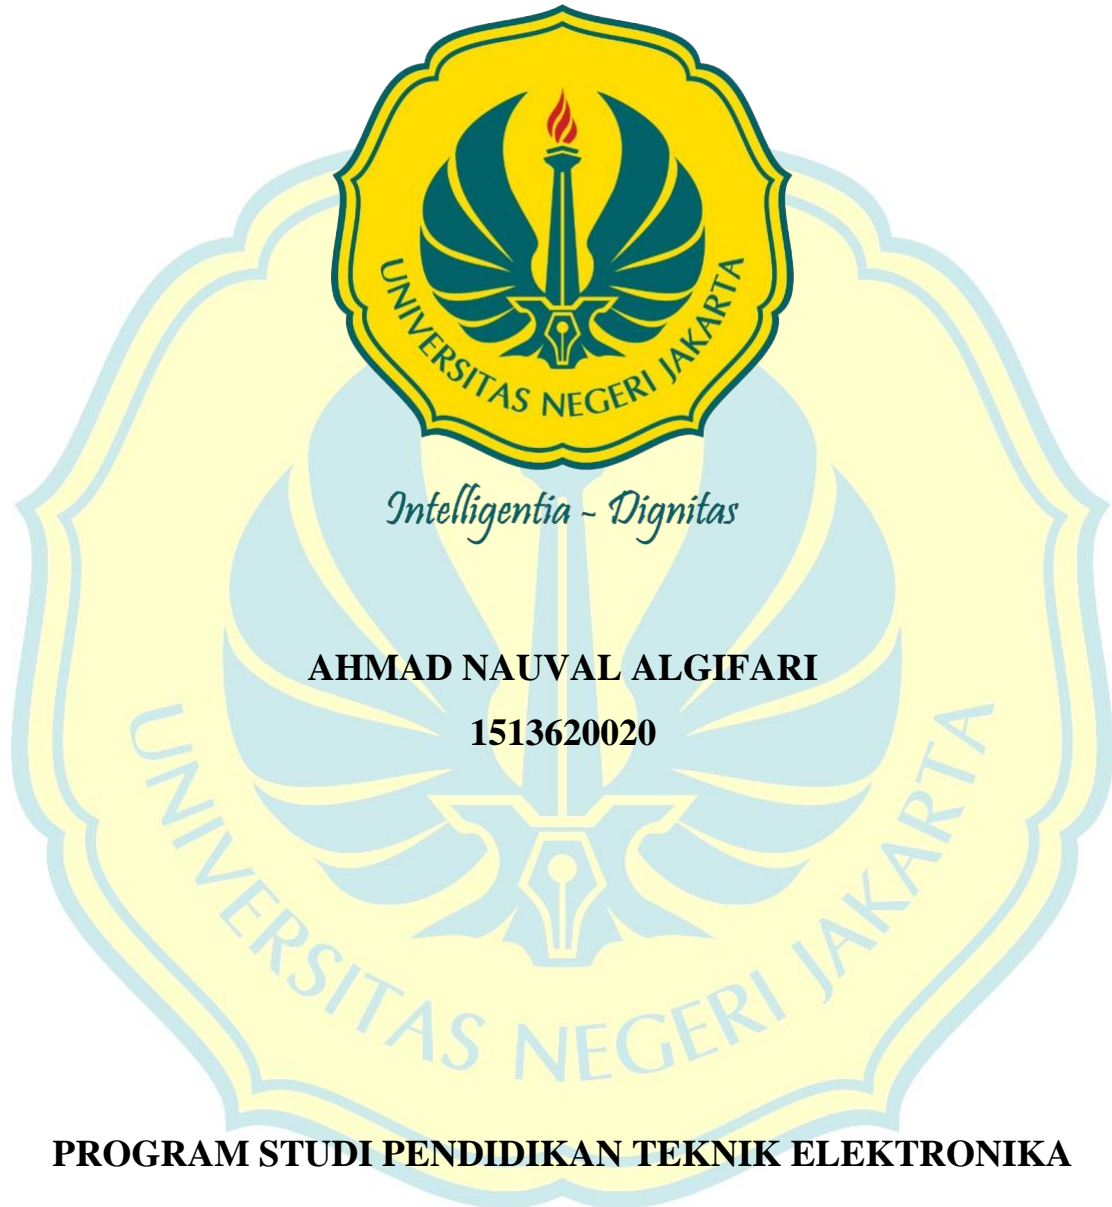 UNIVERSITAS NEGERI JAKARTA
Intelligentia - Dignitas
AHMAD NAUVAL ALGIFARI
1513620020
UNIVERSITAS NEGERI JAKARTA
PROGRAM STUDI PENDIDIKAN TEKNIK ELEKTRONIKA